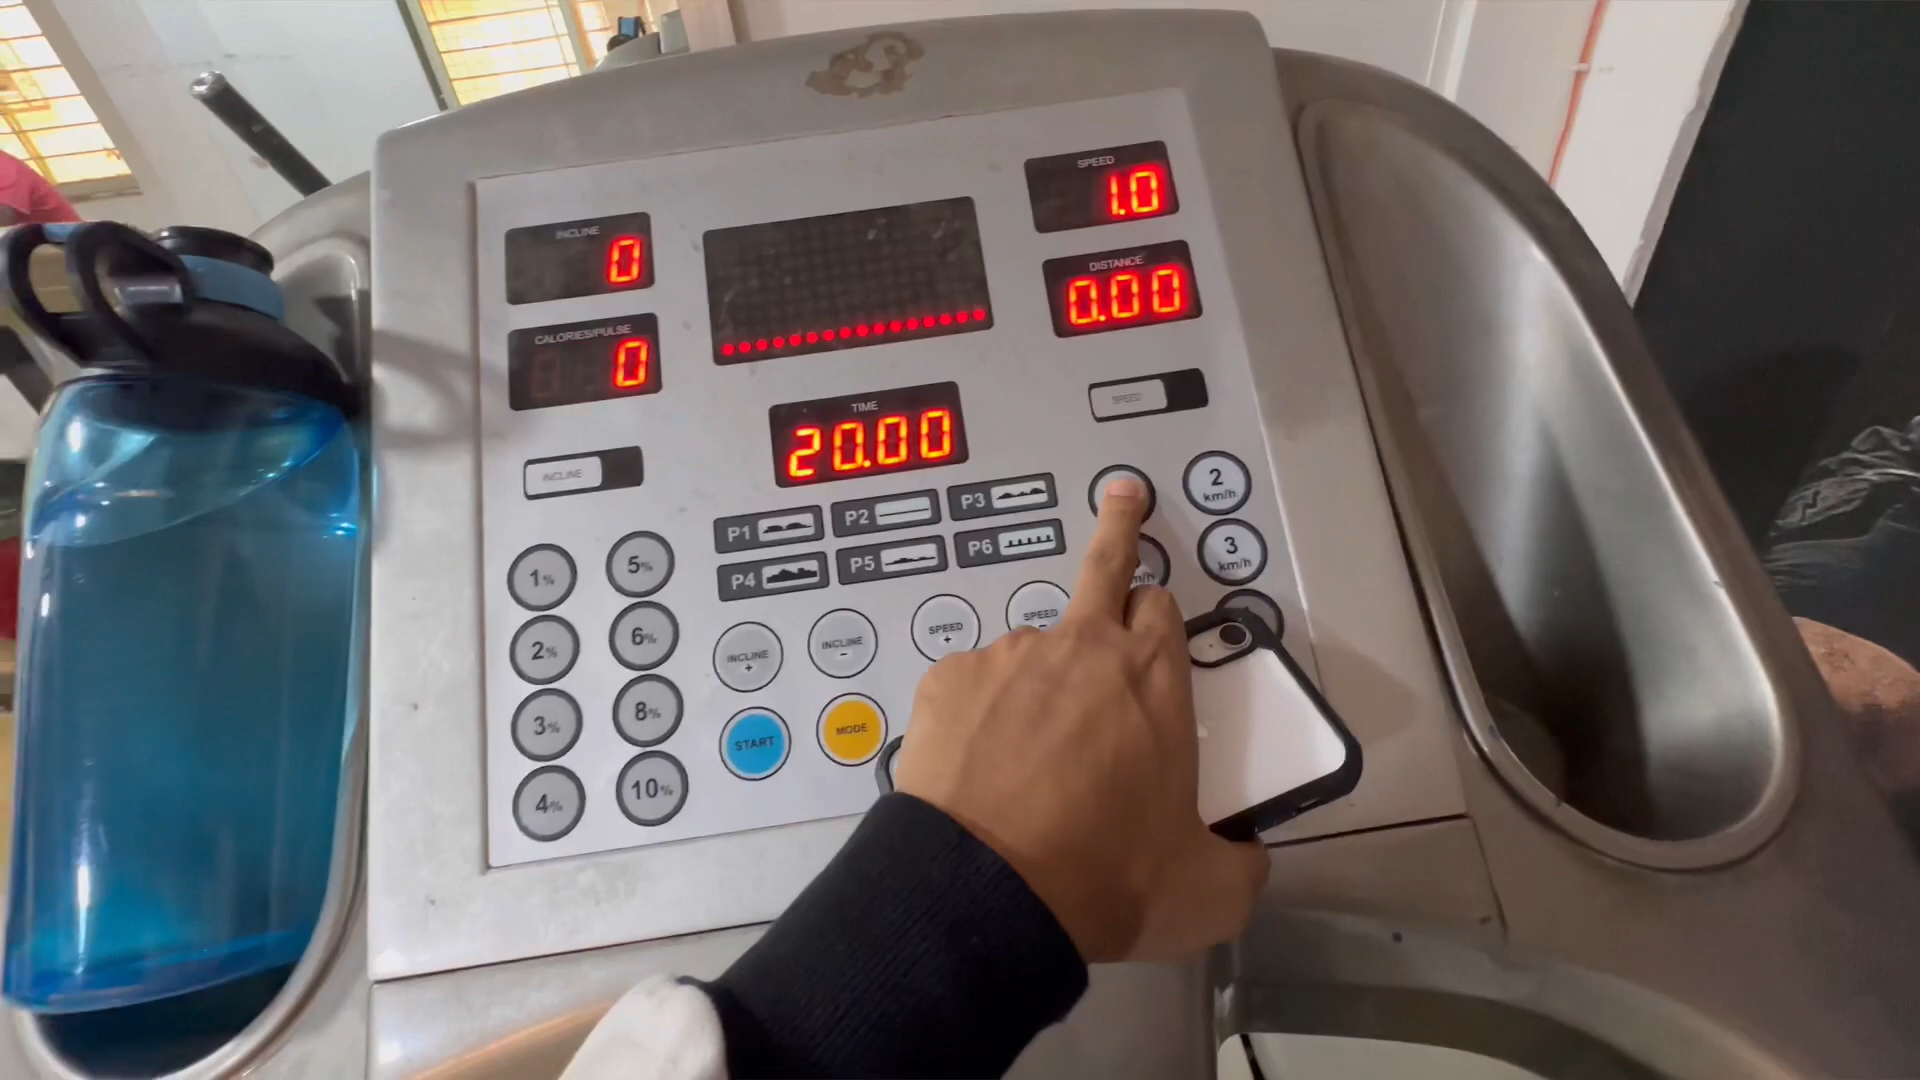 INCLINE
0
CALORIES/PULSE
0
SPEED
1.0
DISTANCE
0.00
TIME
20.00
INCLINE
SPEED
P1
P2
P3
P4
P5
P6
1%
5%
2%
6%
3%
8%
4%
10%
INCLINE
+
INCLINE
-
SPEED
+
SPEED
-
START
MODE
2
km/h
3
km/h